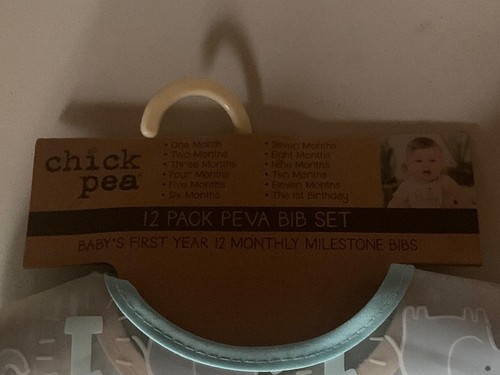 chick
pea
• One Month
• Two Months
• Three Months
• Four Months
• Five Months
• Six Months
• Seven Months
• Eight Months
• Nine Months
• Ten Months
• Eleven Months
• The 1st Birthday
12 PACK PEVA BIB SET
BABY'S FIRST YEAR 12 MONTHLY MILESTONE BIBS